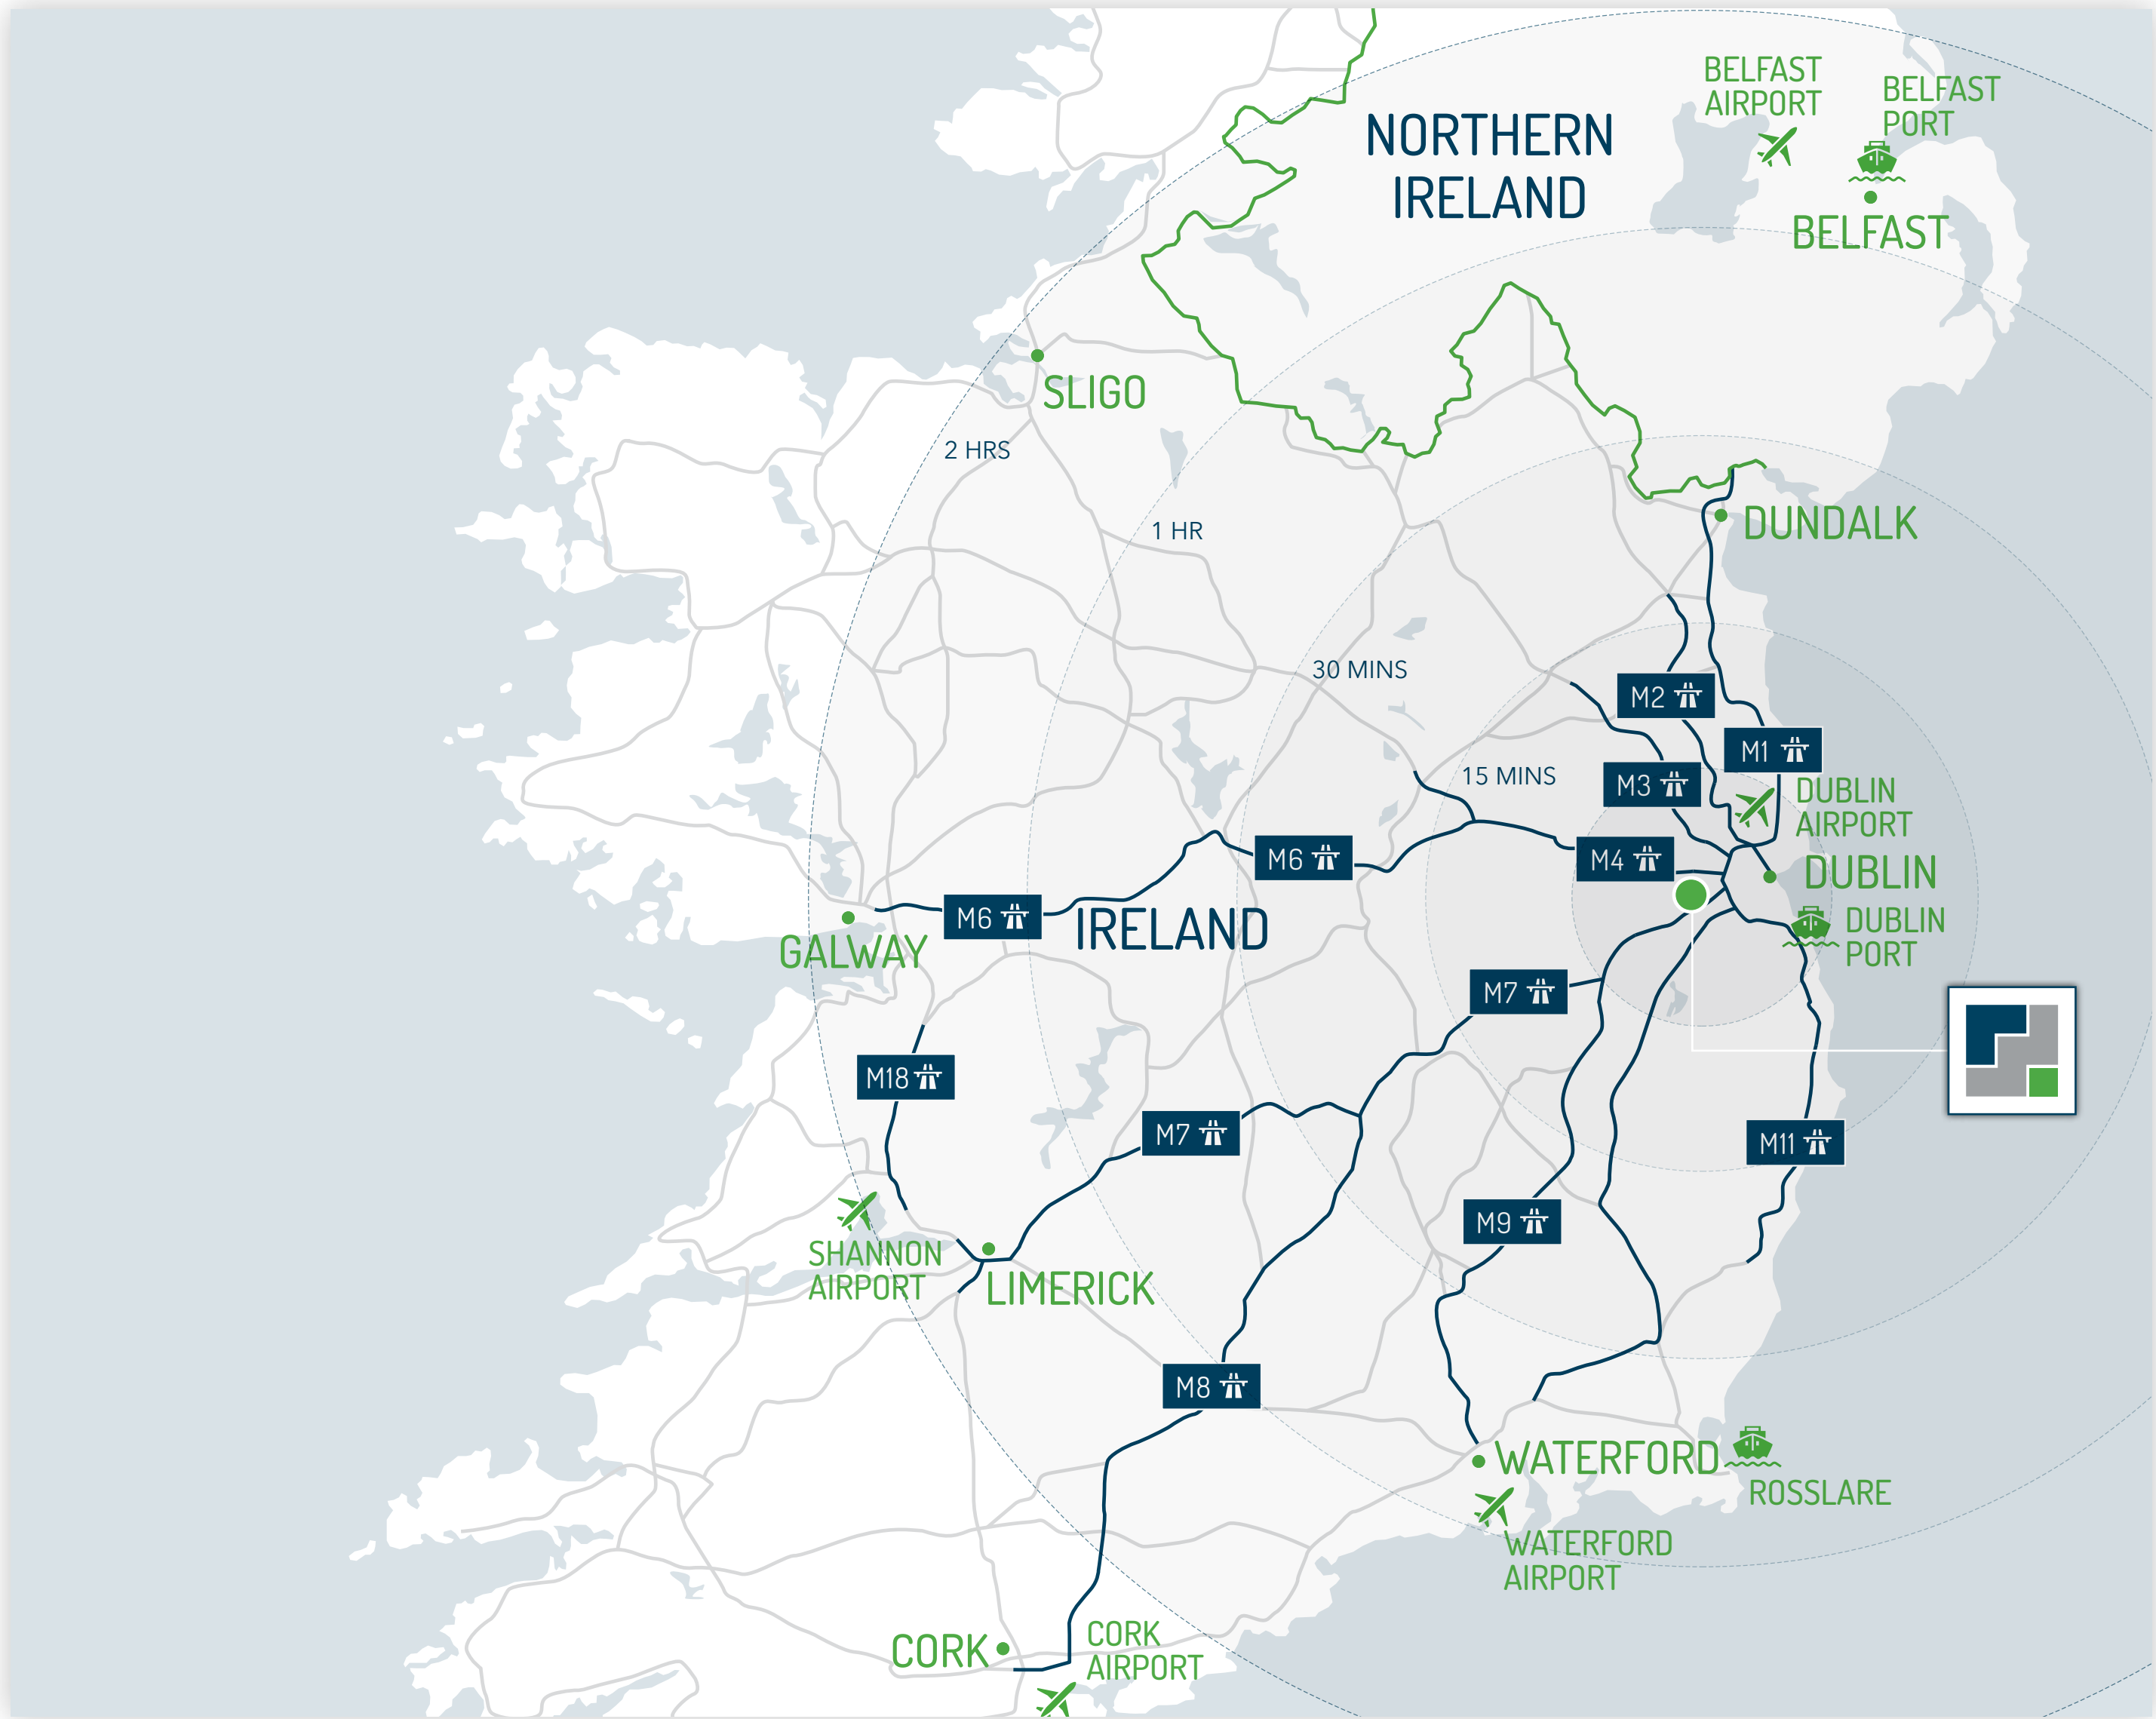 BELFAST
AIRPORT
BELFAST
PORT
NORTHERN
IRELAND
BELFAST
SLIGO
2 HRS
1 HR
DUNDALK
30 MINS
M2
M1
15 MINS
M3
DUBLIN
AIRPORT
M6
M4
DUBLIN
M6
IRELAND
GALWAY
DUBLIN
PORT
M7
M18
M7
M11
M9
SHANNON
AIRPORT
LIMERICK
M8
WATERFORD
ROSSLARE
WATERFORD
AIRPORT
CORK
CORK
AIRPORT